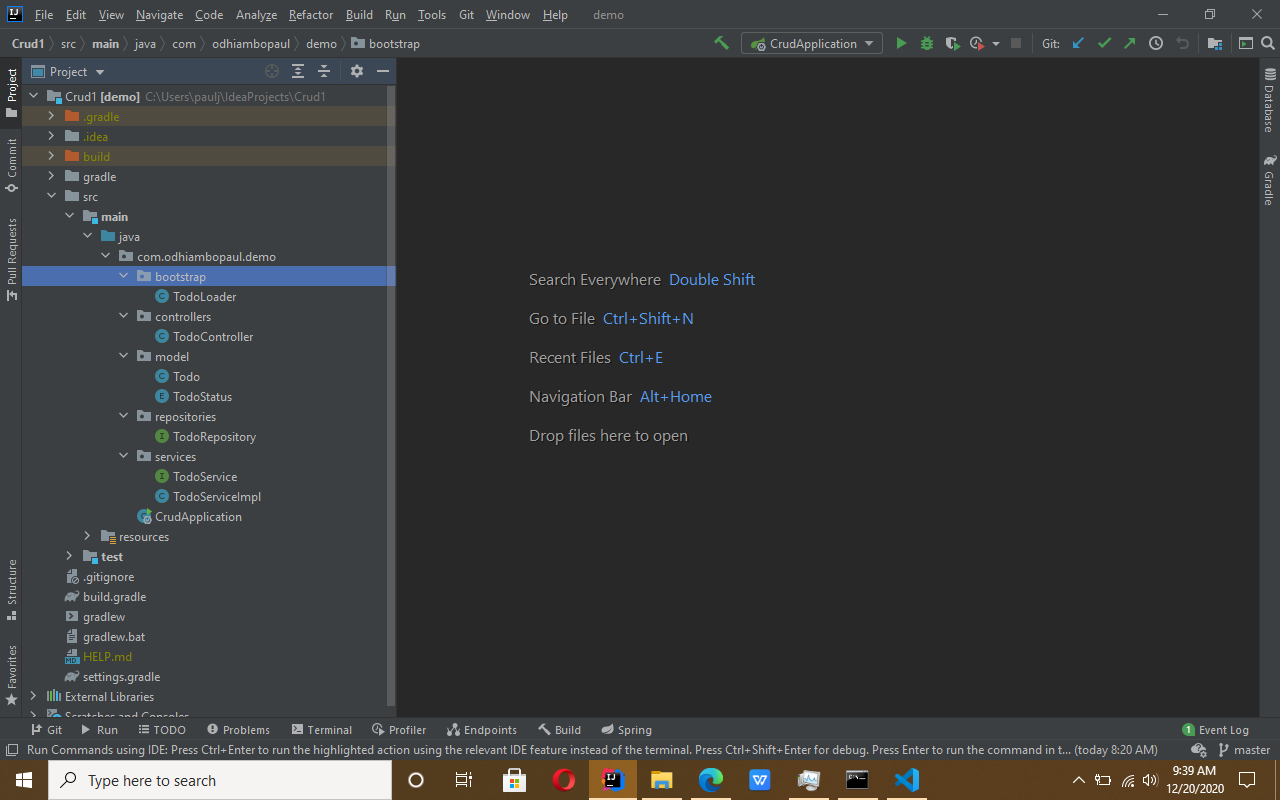 File Edit View Navigate Code Analyze Refactor Build Run Tools Git Window Help demo
Crud1 src main java com odhiambopaul demo bootstrap CrudApplication Git:
Project
Project
Commit
Pull Requests
Structure
Favorites
Crud1 [demo] C:\Users\paulj\IdeaProjects\Crud1
.gradle
.idea
build
gradle
src
main
java
com.odhiambopaul.demo
bootstrap
TodoLoader
controllers
TodoController
model
Todo
TodoStatus
repositories
TodoRepository
services
TodoService
TodoServiceImpl
CrudApplication
resources
test
.gitignore
build.gradle
gradlew
gradlew.bat
HELP.md
settings.gradle
External Libraries
Scratches and Consoles
Search Everywhere Double Shift
Go to File Ctrl+Shift+N
Recent Files Ctrl+E
Navigation Bar Alt+Home
Drop files here to open
Database
Gradle
Git Run TODO Problems Terminal Profiler Endpoints Build Spring 1 Event Log
Run Commands using IDE: Press Ctrl+Enter to run the highlighted action using the relevant IDE feature instead of the terminal. Press Ctrl+Shift+Enter for debug. Press Enter to run the command in t... (today 8:20 AM) master
Type here to search
9:39 AM
12/20/2020